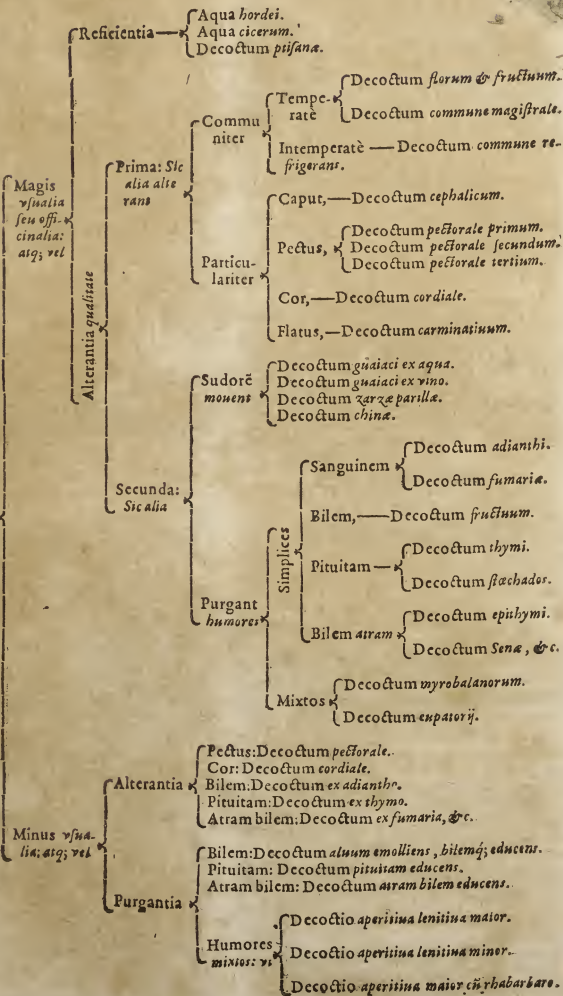 Reficientia
Aqua hordei.
Aqua cicerum.
Decoctum ptiſanæ.
Magis
vſualia
ſeu offi-
cinalia:
atq; vel
Alterantia qualitate
Prima: Sic
alia alte
rant
Commu
niter
Tempe-
ratè
Decoctum florum & fructuum.
Decoctum commune magiſtrale.
Intemperatè — Decoctum commune re-
frigerans.
Particu-
lariter
Caput,—Decoctum cephalicum.
Pectus,
Decoctum pectorale primum.
Decoctum pectorale ſecundum.
Decoctum pectorale tertium.
Cor,—Decoctum cordiale.
Flatus,—Decoctum carminatiuum.
Secunda:
Sic alia
Sudorē
mouent
Decoctum guaiaci ex aqua.
Decoctum guaiaci ex vino.
Decoctum zarzæparillæ.
Decoctum chinæ.
Purgant
humores
Simplices
Sanguinem
Decoctum adianthi.
Decoctum fumariæ.
Bilem,—Decoctum fructuum.
Pituitam —
Decoctum thymi.
Decoctum ſtœchados.
Bilem atram
Decoctum epithymi.
Decoctum Senæ, & c.
Mixtos
Decoctum myrobalanorum.
Decoctum eupatorij.
Minus vſua-
lia; atq; vel
Alterantia
Pectus:Decoctum pectorale.
Cor: Decoctum cordiale.
Bilem:Decoctum ex adiantho.
Pituitam:Decoctum ex thymo.
Atram bilem:Decoctum ex fumaria, &c.
Purgantia
Bilem:Decoctum aluum emolliens, bilemq́; educens.
Pituitam: Decoctum pituitam educens.
Atram bilem: Decoctum atram bilem educens.
Humores
mixtos: vt
Decoctio aperitiua lenitiua maior.
Decoctio aperitiua lenitiua minor.
Decoctio aperitiua maior cū rhabarbaro.